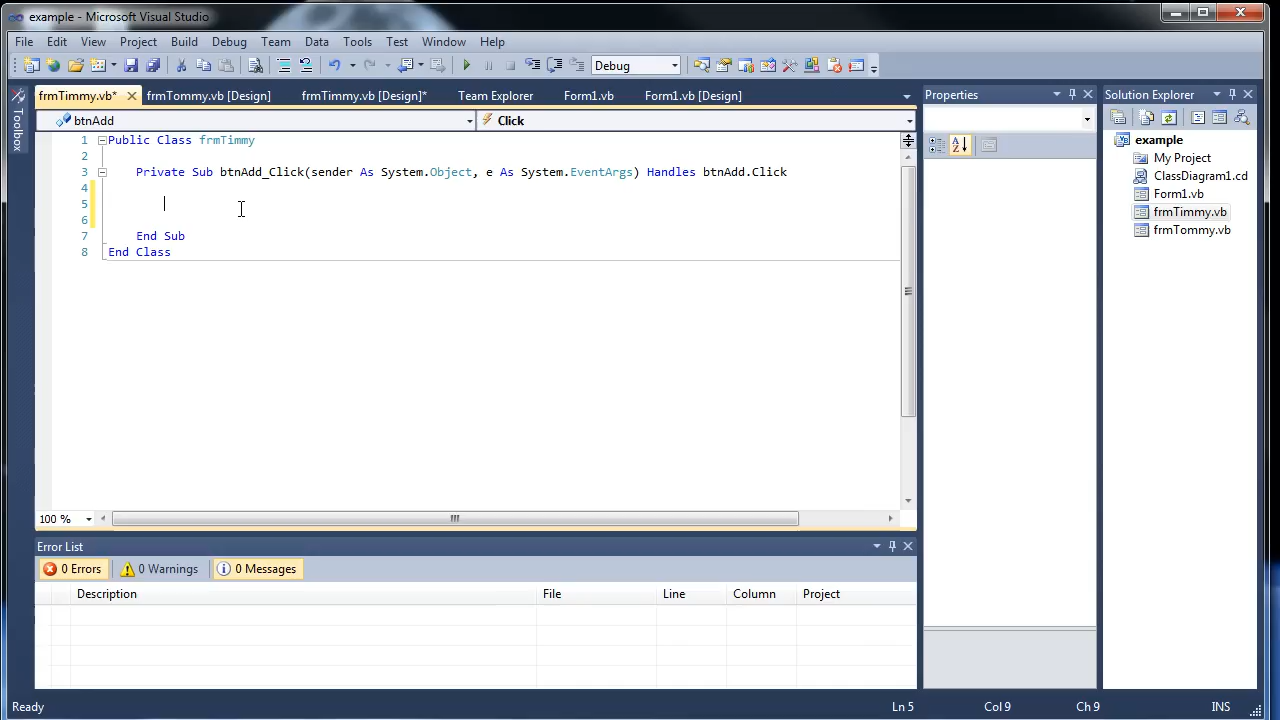 example - Microsoft Visual Studio
File Edit View Project Build Debug Team Data Tools Test Window Help
Debug
frmTimmy.vb* frmTommy.vb [Design] frmTimmy.vb [Design]* Team Explorer Form1.vb Form1.vb [Design]
Toolbox
btnAdd Click
1 Public Class frmTimmy
2
3 Private Sub btnAdd_Click(sender As System.Object, e As System.EventArgs) Handles btnAdd.Click
4
5
6
7 End Sub
8 End Class
100 %
Properties
Solution Explorer
example
My Project
ClassDiagram1.cd
Form1.vb
frmTimmy.vb
frmTommy.vb
Error List
0 Errors 0 Warnings 0 Messages
Description File Line Column Project
Ready Ln 5 Col 9 Ch 9 INS